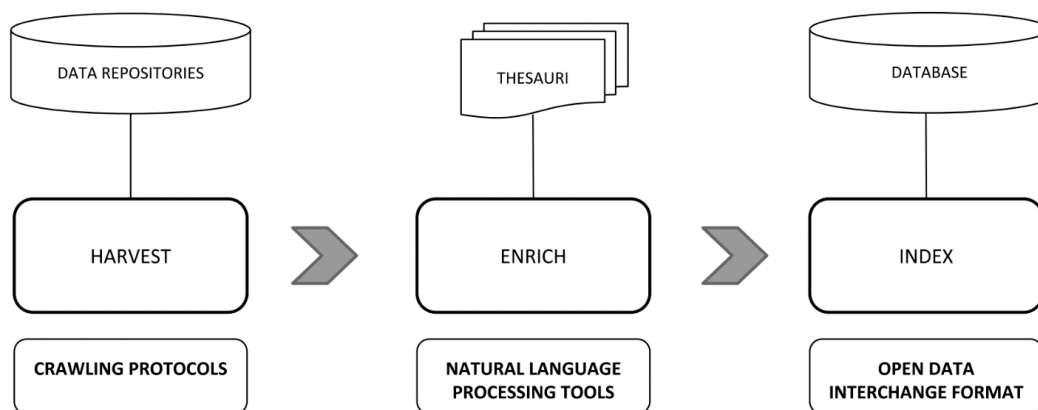 DATA REPOSITORIES
THESAURI
DATABASE
HARVEST
ENRICH
INDEX
CRAWLING PROTOCOLS
NATURAL LANGUAGE
PROCESSING TOOLS
OPEN DATA
INTERCHANGE FORMAT